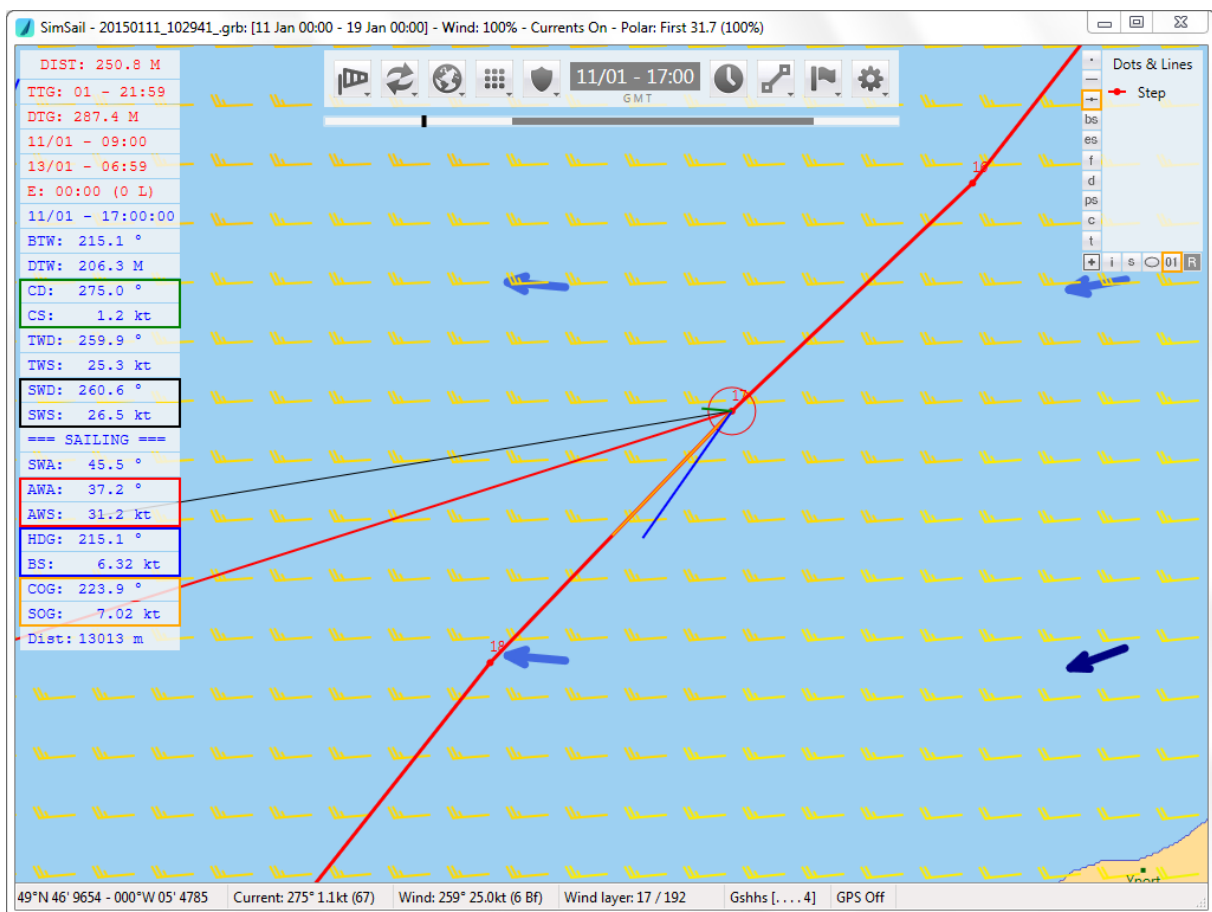 SimSail - 20150111_102941_.grb: [11 Jan 00:00 - 19 Jan 00:00] - Wind: 100% - Currents On - Polar: First 31.7 (100%)
DIST: 250.8 M
TTG: 01 - 21:59
DTG: 287.4 M
11/01 - 09:00
13/01 - 06:59
E: 00:00 (0 L)
11/01 - 17:00:00
BTW: 215.1 °
DTW: 206.3 M
CD: 275.0 °
CS: 1.2 kt
TWD: 259.9 °
TWS: 25.3 kt
SWD: 260.6 °
SWS: 26.5 kt
=== SAILING ===
SWA: 45.5 °
AWA: 37.2 °
AWS: 31.2 kt
HDG: 215.1 °
BS: 6.32 kt
COG: 223.9
SOG: 7.02 kt
Dist: 13013 m
11/01 - 17:00
GMT
Dots & Lines
Step
bs
es
f
d
ps
c
t
i s 01 R
16
17
18
Yport
49°N 46' 9654 - 000°W 05' 4785 Current: 275° 1.1kt (67) Wind: 259° 25.0kt (6 Bf) Wind layer: 17 / 192 Gshhs [. . . . 4] GPS Off